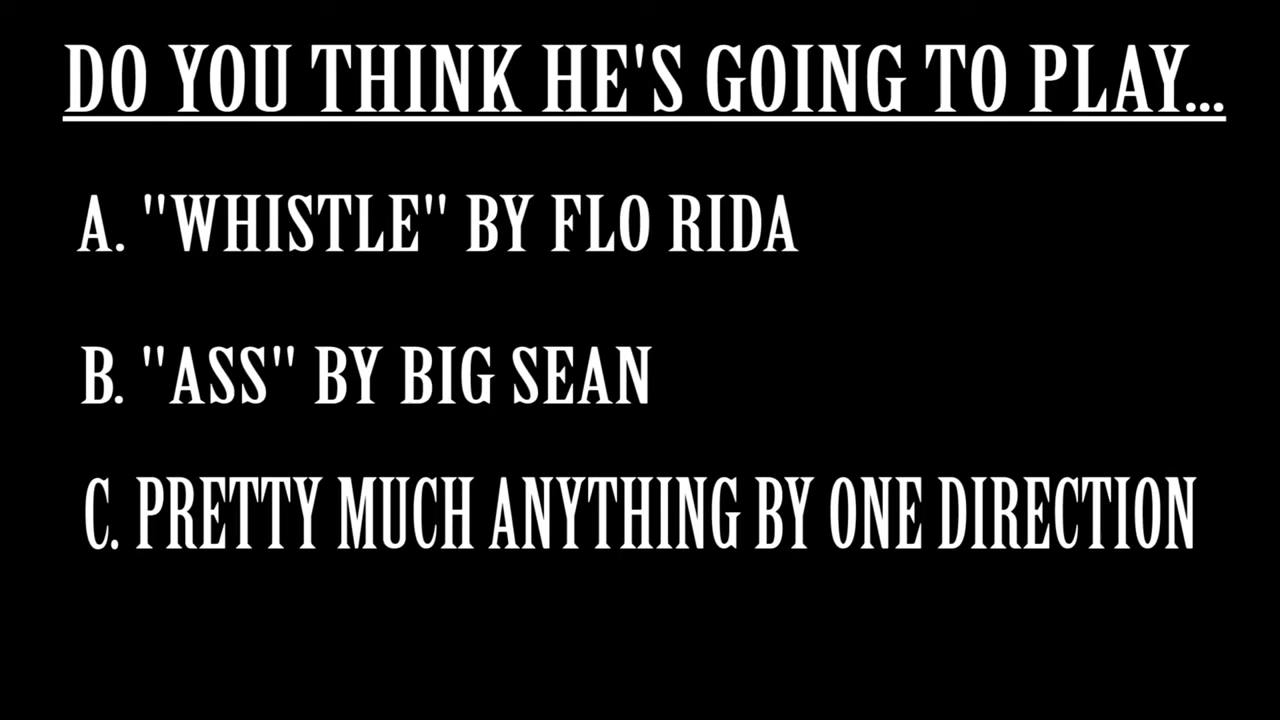 DO YOU THINK HE'S GOING TO PLAY...
A. "WHISTLE" BY FLO RIDA
B. "ASS" BY BIG SEAN
C. PRETTY MUCH ANYTHING BY ONE DIRECTION